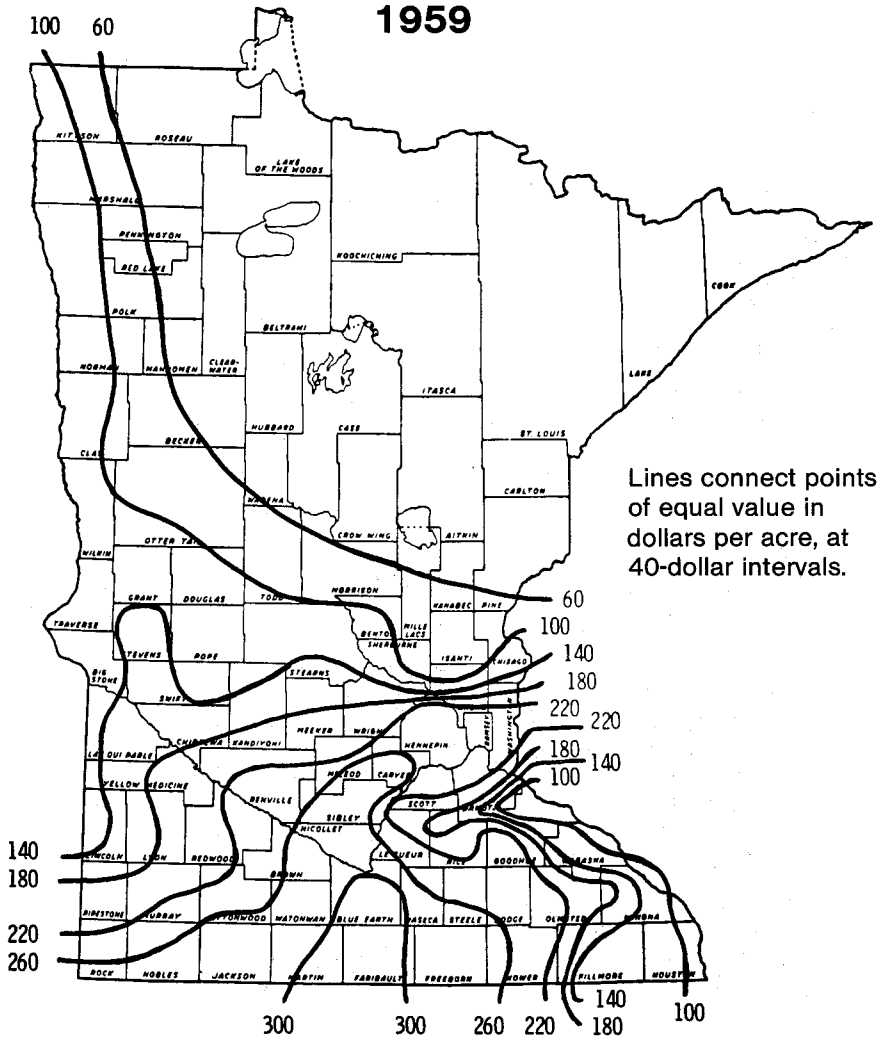 1959
100 60
KITTSON
ROSEAU
LAKE
OF THE WOODS
MARSHALL
PENNINGTON
RED LAKE
KOOCHICHING
COOK
POLK
BELTRAMI
NORMAN MAHNOMEN CLEAR-
WATER
LAKE
ITASCA
HUBBARD CASS
BECKER ST. LOUIS
CLAY
Lines connect points
of equal value in
dollars per acre, at
40-dollar intervals.
CARLTON
WADENA
CROW WING AITKIN
OTTER TAIL
WILKIN
GRANT DOUGLAS TODD MORRISON
KANABEC PINE 60
TRAVERSE MILLE
LACS
BENTON
SHERBURNE
100
STEVENS POPE ISANTI CHISAGO 140
BIG
STONE
STEARNS
180
SWIFT
220
220
CHIPPEWA KANDIYOHI MEEKER WRIGHT RAMSEY WASHINGTON
HENNEPIN 180
LAC QUI PARLE 140
MCLEOD CARVER 100
YELLOW MEDICINE
RENVILLE SCOTT DAKOTA
SIBLEY
NICOLLET
140 LINCOLN LYON REDWOOD LE SUEUR RICE GOODHUE WABASHA
180 BROWN
PIPESTONE MURRAY COTTONWOOD WATONWAN BLUE EARTH WASECA STEELE DODGE OLMSTED WINONA
220
260
ROCK NOBLES JACKSON MARTIN FARIBAULT FREEBORN MOWER FILLMORE HOUSTON
300 300 260 220 140 180 100